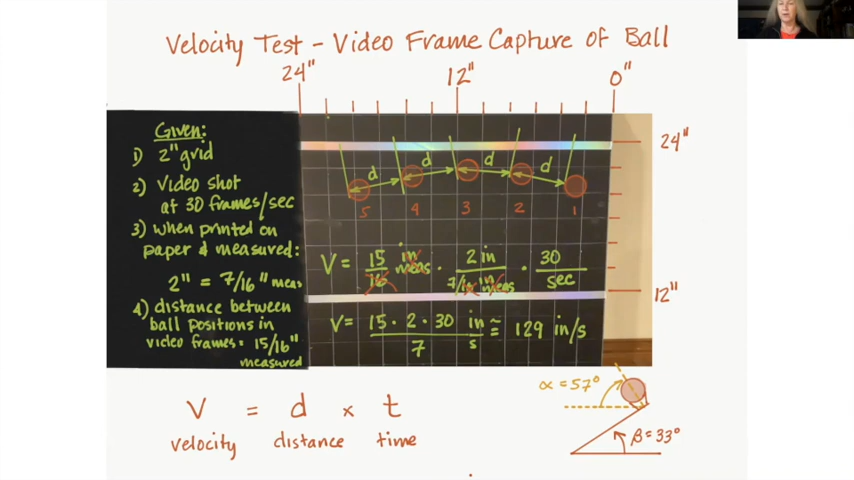 Velocity Test - Video Frame Capture of Ball
24" 12" 0"
24"
12"
Given:
1) 2" grid
2) Video shot
at 30 frames/sec
3) when printed on
paper & measured:
2" = 7/16" meas
4) distance between
ball positions in
video frames = 15/16"
measured
d d d d
5 4 3 2 1
V = 15/16 in meas · 2 in / 7/16 in meas · 30 / sec
V = 15 · 2 · 30 / 7 in/s ≅ 129 in/s
V = d × t
velocity distance time
α = 57°
β = 33°